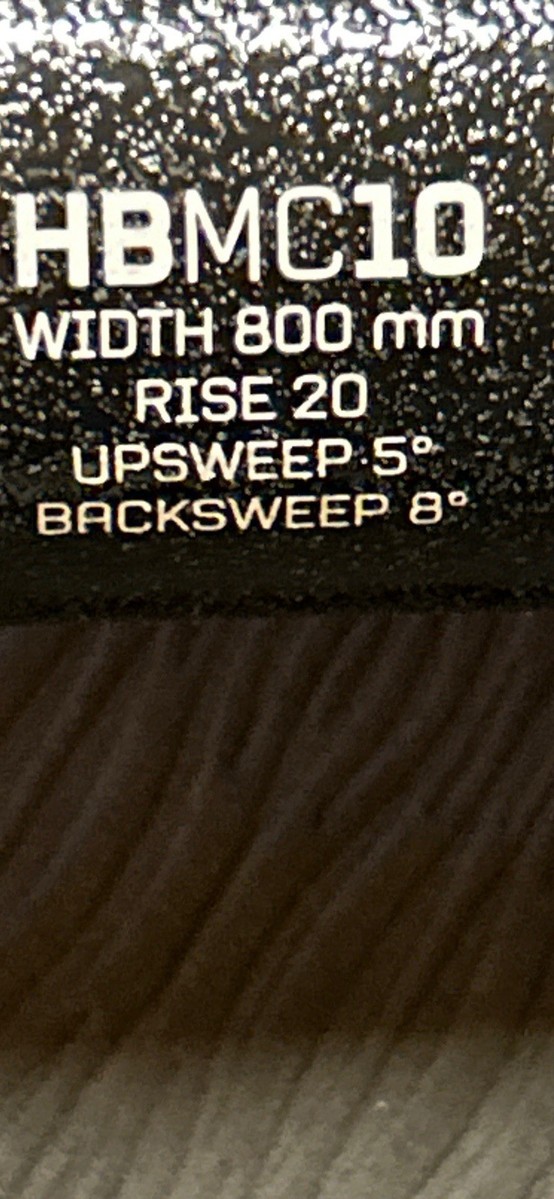 HBMC10
WIDTH 800 mm
RISE 20
UPSWEEP 5°
BACKSWEEP 8°